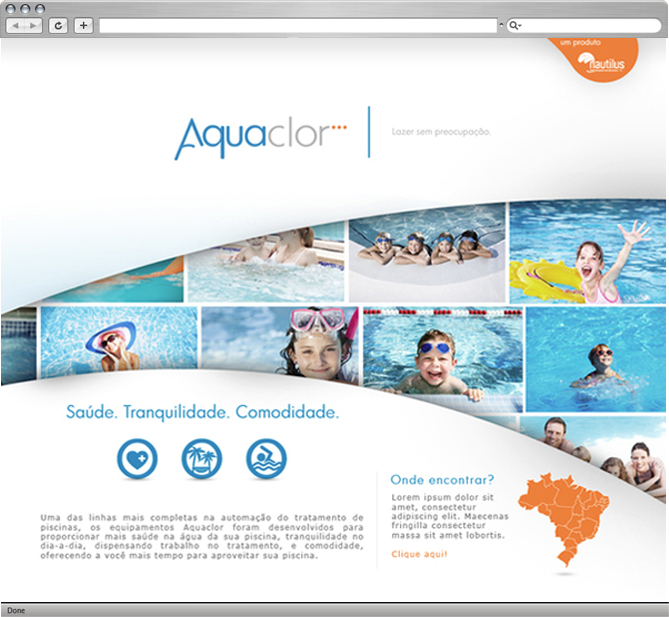 um produto
nautilus
Aquaclor
Lazer sem preocupação.
Saúde. Tranquilidade. Comodidade.
Uma das linhas mais completas na automação do tratamento de
piscinas, os equipamentos Aquaclor foram desenvolvidos para
proporcionar mais saúde na água da sua piscina, tranquilidade no
dia-a-dia, dispensando trabalho no tratamento, e comodidade,
oferecendo a você mais tempo para aproveitar sua piscina.
Onde encontrar?
Lorem ipsum dolor sit
amet, consectetur
adipiscing elit. Maecenas
fringilla consectetur
massa sit amet lobortis.
Clique aqui!
Done